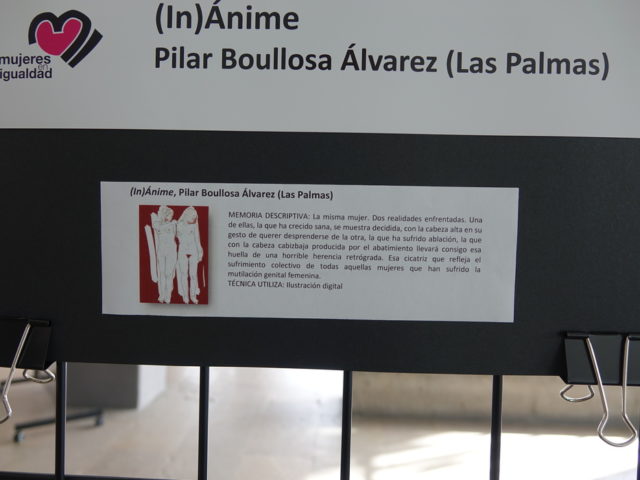 (In)Ánime
Pilar Boullosa Álvarez (Las Palmas)
mujeres
en
igualdad
(In)Ánime, Pilar Boullosa Álvarez (Las Palmas)
MEMORIA DESCRIPTIVA: La misma mujer. Dos realidades enfrentadas. Una
de ellas, la que ha crecido sana, se muestra decidida, con la cabeza alta en su
gesto de querer desprenderse de la otra, la que ha sufrido ablación, la que
con la cabeza cabizbaja producida por el abatimiento llevará consigo esa
huella de una horrible herencia retrógrada. Esa cicatriz que refleja el
sufrimiento colectivo de todas aquellas mujeres que han sufrido la
mutilación genital femenina.
TÉCNICA UTILIZA: Ilustración digital